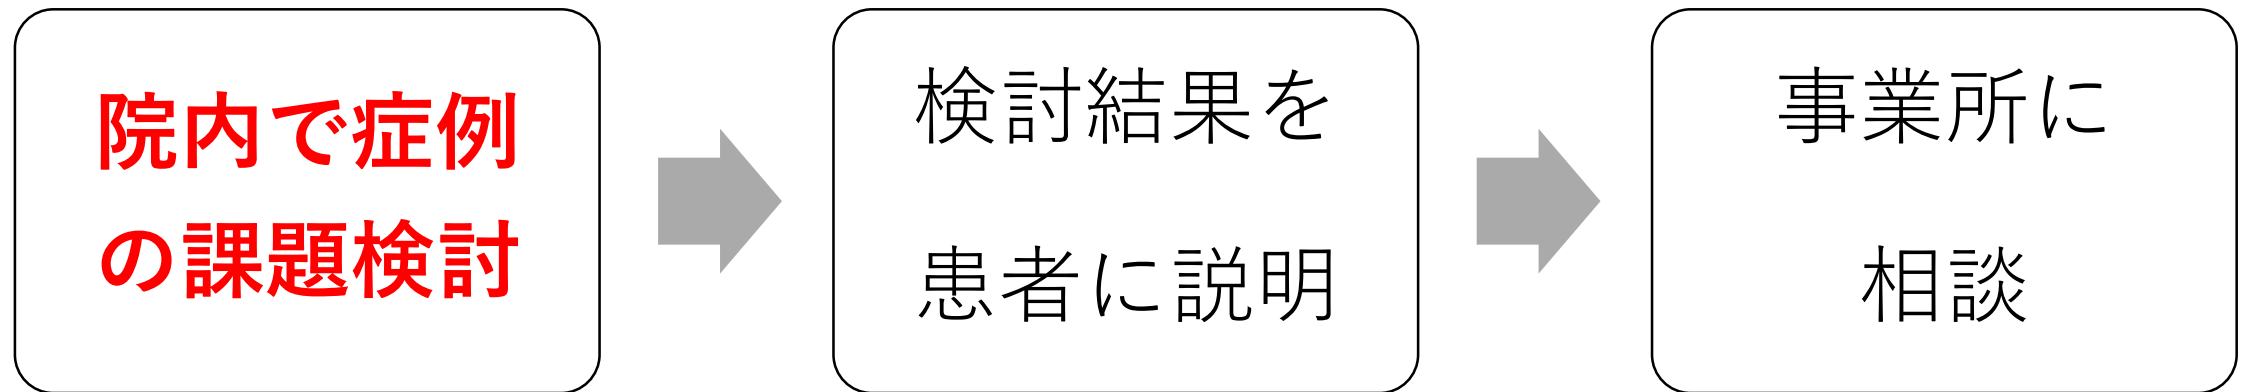 院内で症例
の課題検討
検討結果を
患者に説明
事業所に
相談